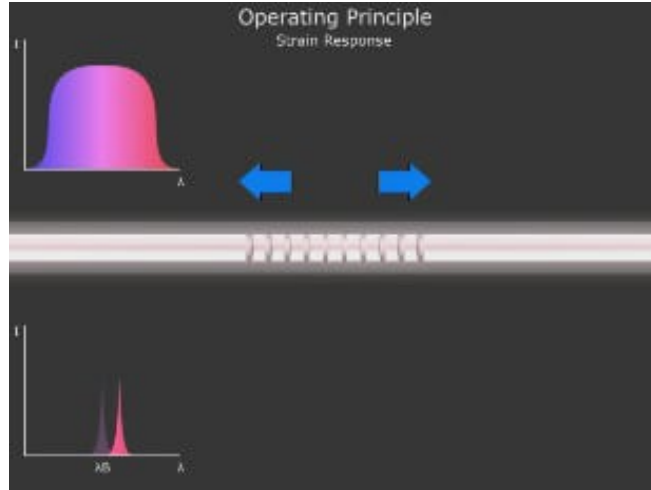 Operating Principle
Strain Response
I
λ
I
λB
λ